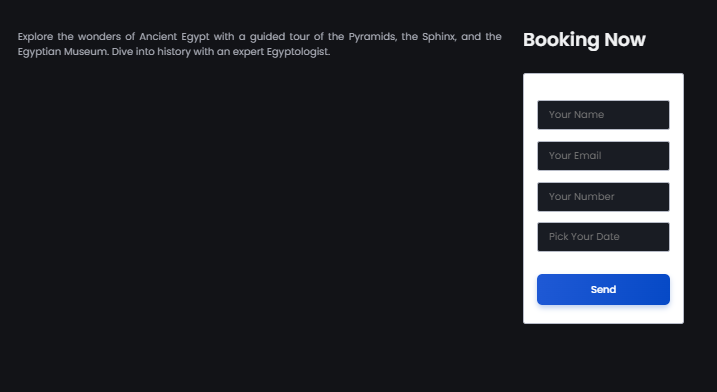 Explore the wonders of Ancient Egypt with a guided tour of the Pyramids, the Sphinx, and the
Egyptian Museum. Dive into history with an expert Egyptologist.
Booking Now
Your Name
Your Email
Your Number
Pick Your Date
Send